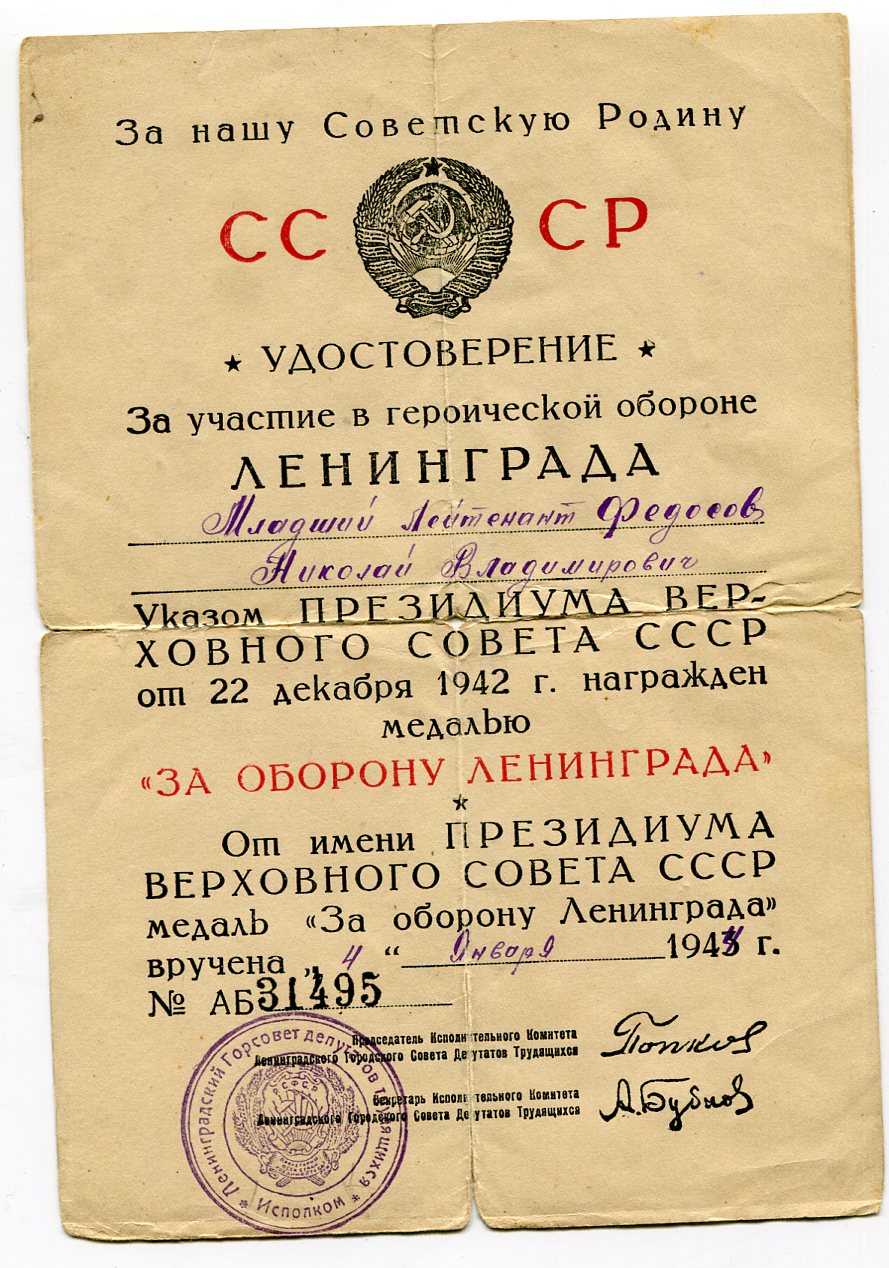 За нашу Советскую Родину
СС СР
★ УДОСТОВЕРЕНИЕ ★
За участие в героической обороне
ЛЕНИНГРАДА
Младший Лейтенант Федосов
Николай Владимирович
Указом ПРЕЗИДИУМА ВЕР-
ХОВНОГО СОВЕТА СССР
от 22 декабря 1942 г. награжден
медалью
«ЗА ОБОРОНУ ЛЕНИНГРАДА»
★
От имени ПРЕЗИДИУМА
ВЕРХОВНОГО СОВЕТА СССР
медаль «За оборону Ленинграда»
вручена „4“ Января 1944 г.
№ АБ31495
Председатель Исполнительного Комитета
Ленинградского Городского Совета Депутатов Трудящихся
Попков
Секретарь Исполнительного Комитета
Ленинградского Городского Совета Депутатов Трудящихся
А. Бубнов
Ленинградский Горсовет депутатов трудящихся
★ Исполком ★
РСФСР